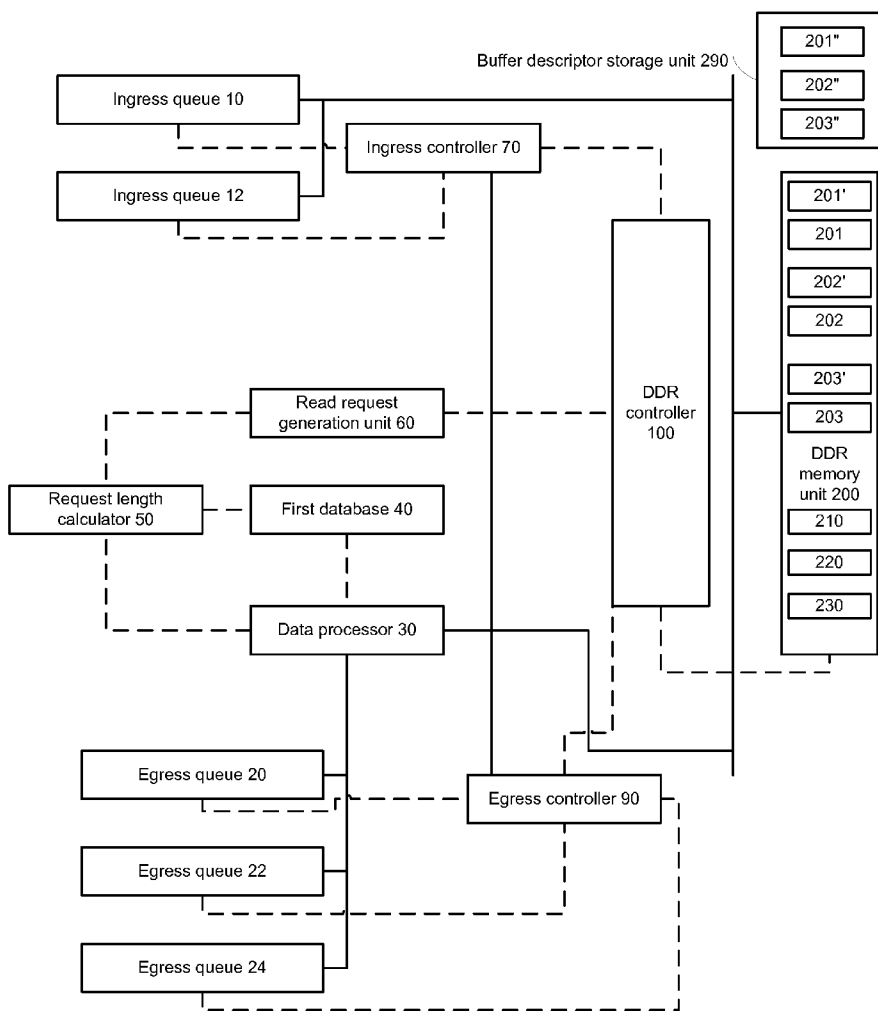 Buffer descriptor storage unit 290
201"
202"
203"
Ingress queue 10
Ingress controller 70
Ingress queue 12
201'
201
202'
202
203'
203
DDR
memory
unit 200
210
220
230
DDR
controller
100
Read request
generation unit 60
Request length
calculator 50
First database 40
Data processor 30
Egress queue 20
Egress controller 90
Egress queue 22
Egress queue 24